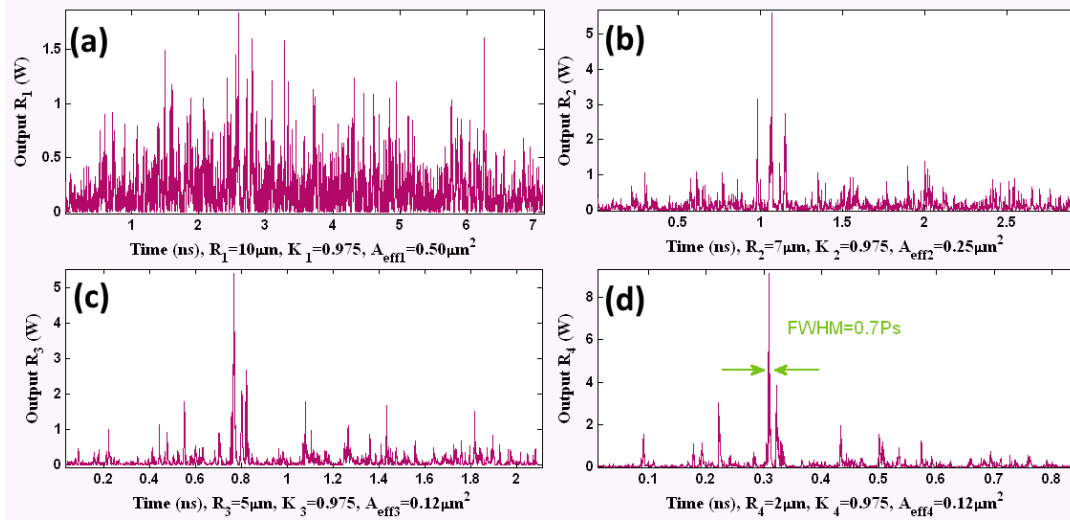 (a)
Output R1 (W)
1.5
1
0.5
0
1 2 3 4 5 6 7
Time (ns), R1=10μm, K1=0.975, Aeff1=0.50μm2
(b)
Output R2 (W)
5
4
3
2
1
0
0.5 1 1.5 2 2.5
Time (ns), R2=7μm, K2=0.975, Aeff2=0.25μm2
(c)
Output R3 (W)
5
4
3
2
1
0
0.2 0.4 0.6 0.8 1 1.2 1.4 1.6 1.8 2
Time (ns), R3=5μm, K3=0.975, Aeff3=0.12μm2
(d)
FWHM=0.7Ps
Output R4 (W)
8
6
4
2
0
0.1 0.2 0.3 0.4 0.5 0.6 0.7 0.8
Time (ns), R4=2μm, K4=0.975, Aeff4=0.12μm2